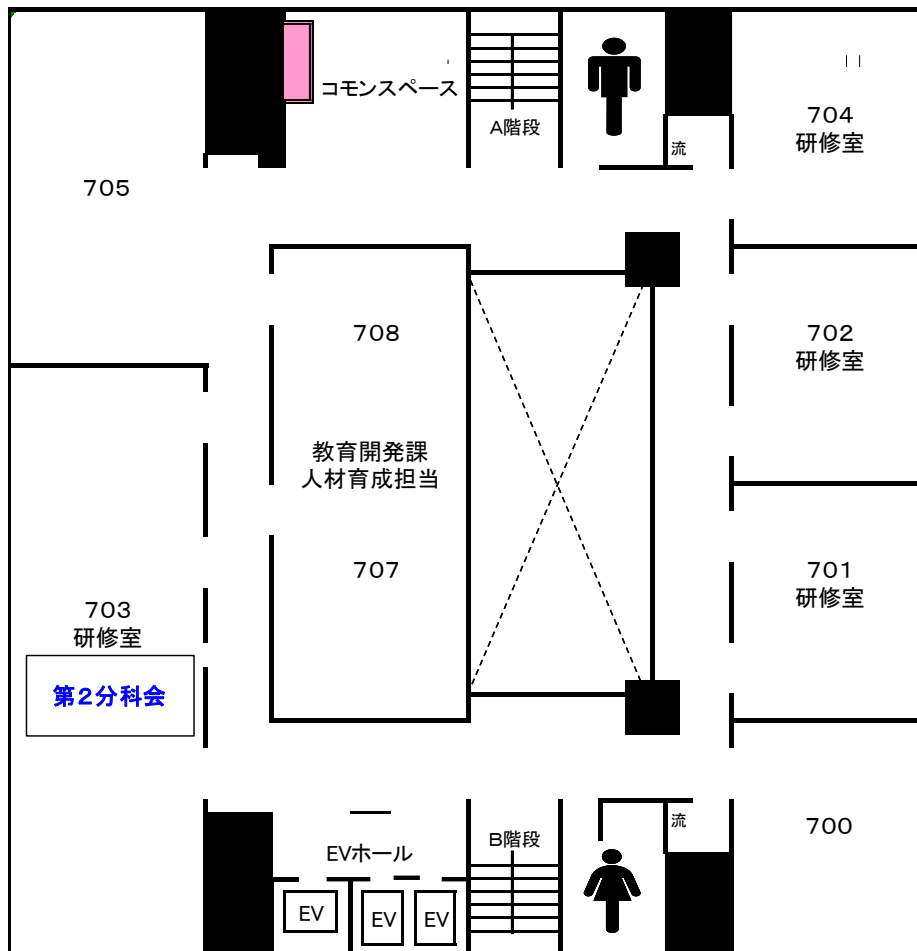 コモンスペース
A階段
流
704
研修室
705
708
702
研修室
教育開発課
人材育成担当
707
701
研修室
703
研修室
第2分科会
EVホール
B階段
流
700
EV
EV
EV